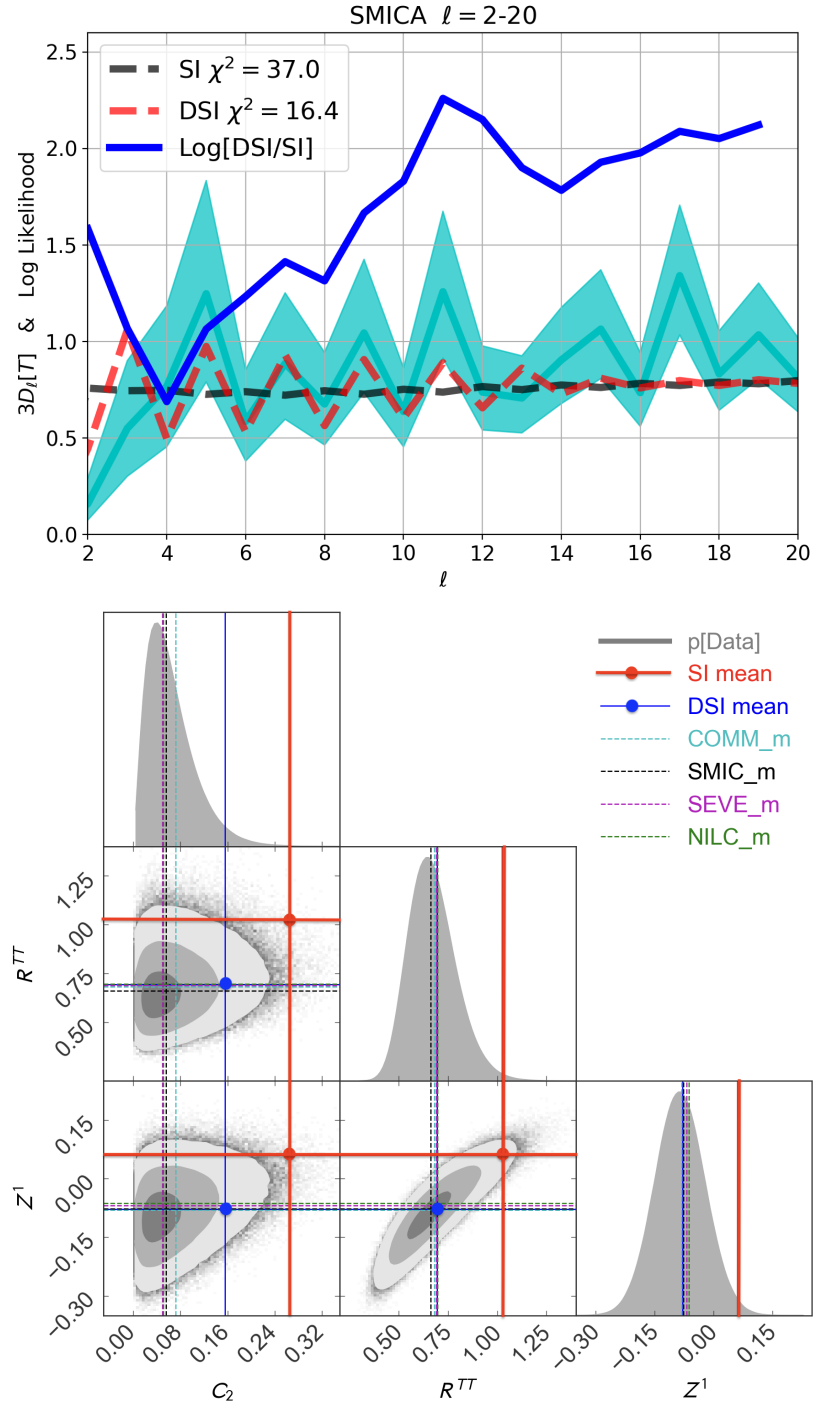 SMICA ℓ = 2-20
SI χ² = 37.0
DSI χ² = 16.4
Log[DSI/SI]
3Dℓ[T] & Log Likelihood
2.5
2.0
1.5
1.0
0.5
0.0
2 4 6 8 10 12 14 16 18 20
ℓ
p[Data]
SI mean
DSI mean
COMM_m
SMIC_m
SEVE_m
NILC_m
R^TT
1.25
1.00
0.75
0.50
Z¹
0.15
0.00
−0.15
−0.30
0.00 0.08 0.16 0.24 0.32
0.50 0.75 1.00 1.25
−0.30 −0.15 0.00 0.15
C₂ R^TT Z¹